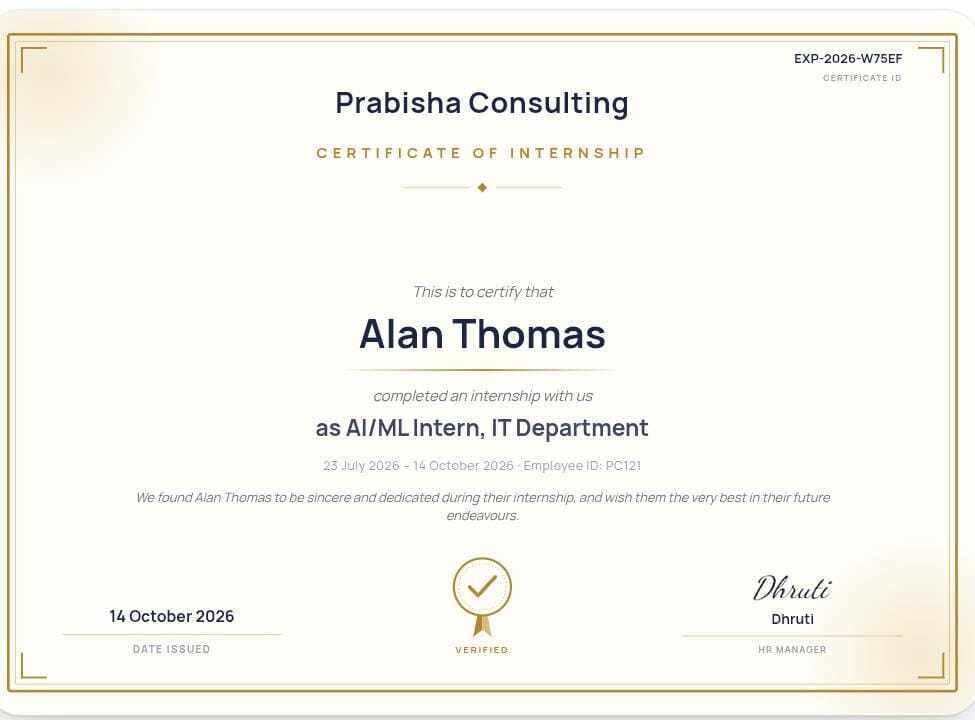 EXP-2026-W75EF
CERTIFICATE ID
Prabisha Consulting
CERTIFICATE OF INTERNSHIP
This is to certify that
Alan Thomas
completed an internship with us
as AI/ML Intern, IT Department
23 July 2026 – 14 October 2026 · Employee ID: PC121
We found Alan Thomas to be sincere and dedicated during their internship, and wish them the very best in their future
endeavours.
14 October 2026
DATE ISSUED
VERIFIED
Dhruti
Dhruti
HR MANAGER